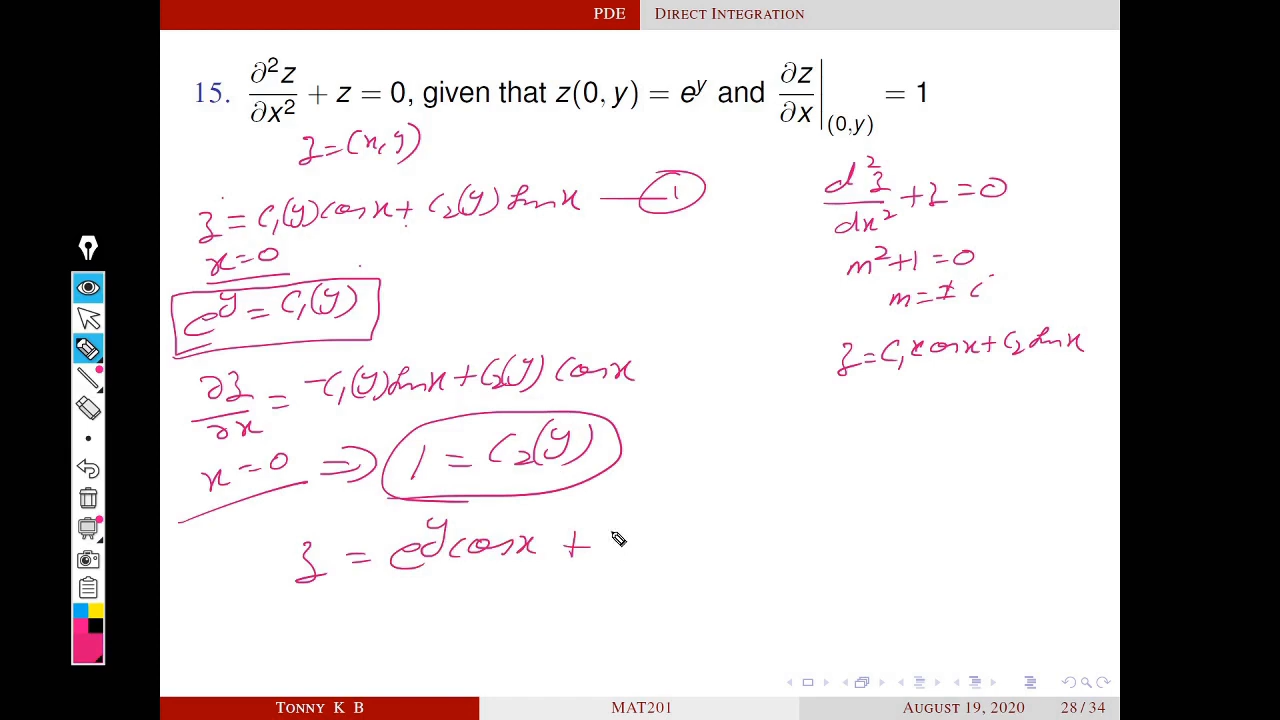 PDE DIRECT INTEGRATION
15. ∂²z/∂x² + z = 0, given that z(0, y) = e^y and ∂z/∂x|(0,y) = 1
z = (x, y)
z = C₁(y) cos x + C₂(y) sin x — 1
x = 0
e^y = C₁(y)
∂z/∂x = -C₁(y) sin x + C₂(y) cos x
x = 0 ⇒ 1 = C₂(y)
z = e^y cos x +
d²z/dx² + z = 0
m² + 1 = 0
m = ± i
z = C₁ cos x + C₂ sin x
TONNY K B MAT201 AUGUST 19, 2020 28 / 34